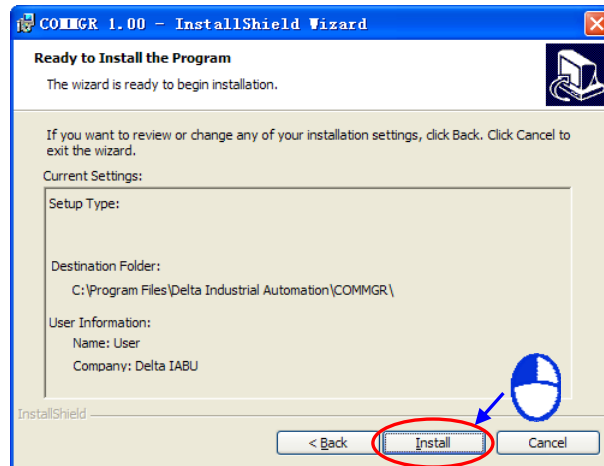 COMMGR 1.00 - InstallShield Wizard
Ready to Install the Program
The wizard is ready to begin installation.
If you want to review or change any of your installation settings, click Back. Click Cancel to
exit the wizard.
Current Settings:
Setup Type:
Destination Folder:
C:\Program Files\Delta Industrial Automation\COMMGR\
User Information:
Name: User
Company: Delta IABU
InstallShield
< Back
Install
Cancel